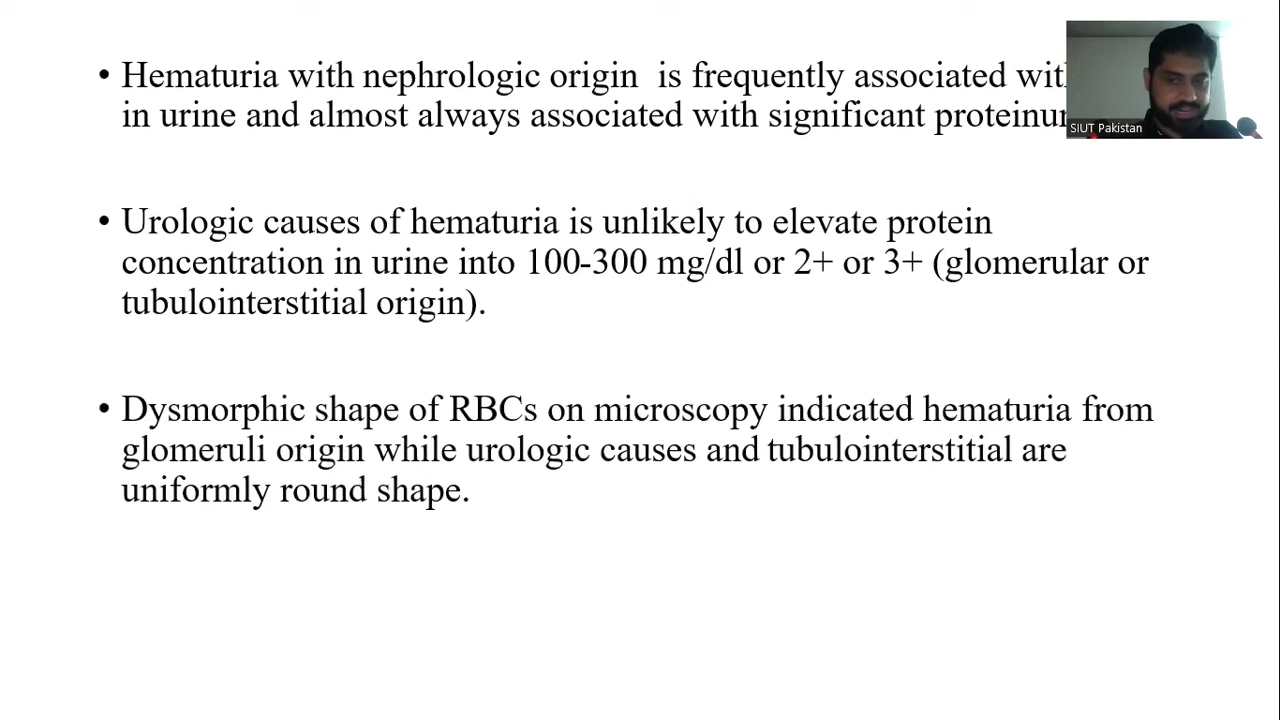 • Hematuria with nephrologic origin is frequently associated
in urine and almost always associated with significant
SIUT Pakistan
• Urologic causes of hematuria is unlikely to elevate protein
concentration in urine into 100-300 mg/dl or 2+ or 3+ (glomerular or
tubulointerstitial origin).
• Dysmorphic shape of RBCs on microscopy indicated hematuria from
glomeruli origin while urologic causes and tubulointerstitial are
uniformly round shape.